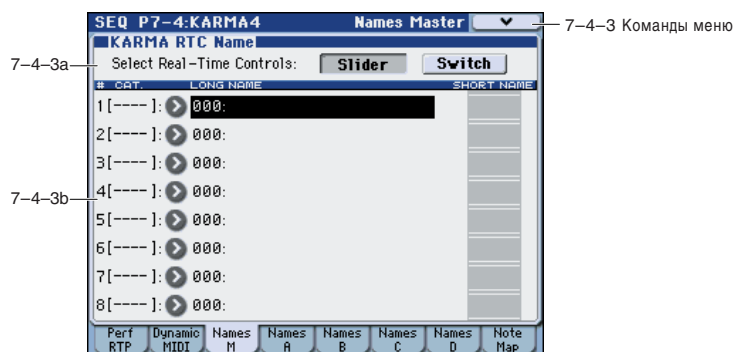 SEQ P7-4:KARMA4 Names Master
7–4–3 Команды меню
KARMA RTC Name
7–4–3a
Select Real-Time Controls: Slider Switch
# CAT. LONG NAME SHORT NAME
1[----]: 000:
2[----]: 000:
3[----]: 000:
7–4–3b
4[----]: 000:
5[----]: 000:
6[----]: 000:
7[----]: 000:
8[----]: 000:
Perf RTP Dynamic MIDI Names M Names A Names B Names C Names D Note Map